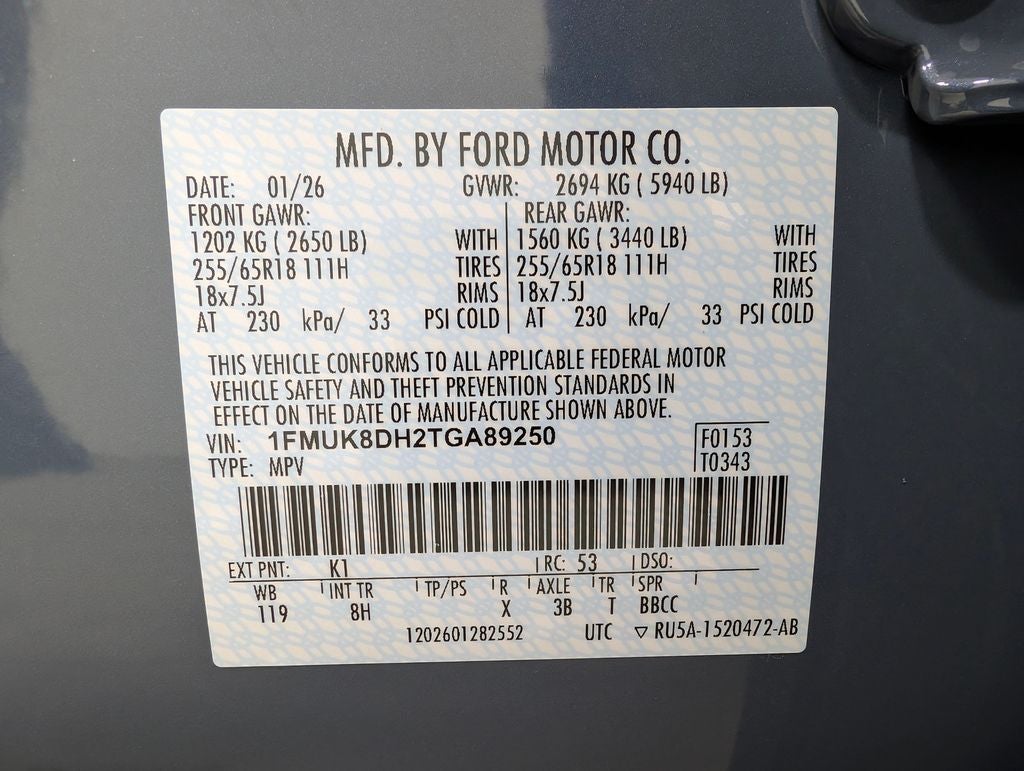 MFD. BY FORD MOTOR CO.
DATE: 01/26 GVWR: 2694 KG ( 5940 LB)
FRONT GAWR: REAR GAWR:
1202 KG ( 2650 LB) WITH 1560 KG ( 3440 LB) WITH
255/65R18 111H TIRES 255/65R18 111H TIRES
18x7.5J RIMS 18x7.5J RIMS
AT 230 kPa/ 33 PSI COLD AT 230 kPa/ 33 PSI COLD
THIS VEHICLE CONFORMS TO ALL APPLICABLE FEDERAL MOTOR
VEHICLE SAFETY AND THEFT PREVENTION STANDARDS IN
EFFECT ON THE DATE OF MANUFACTURE SHOWN ABOVE.
VIN: 1FMUK8DH2TGA89250 F0153
TYPE: MPV T0343
EXT PNT: K1 RC: 53 DSO:
WB INT TR TP/PS R AXLE TR SPR
119 8H X 3B T BBCC
1202601282552 UTC ▽ RU5A-1520472-AB